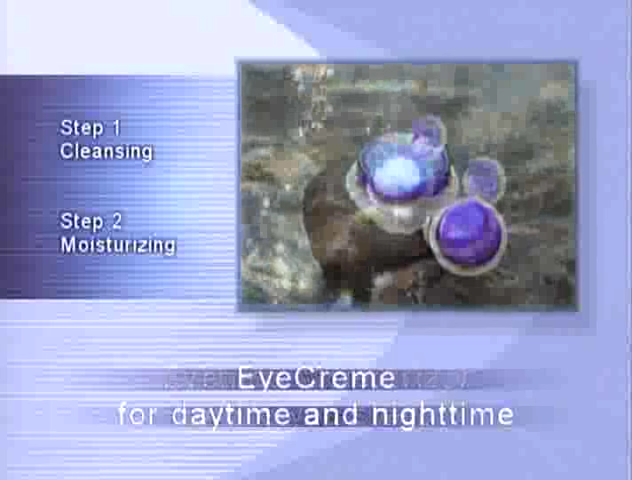 Step 1
Cleansing
Step 2
Moisturizing
EyeCreme
for daytime and nighttime